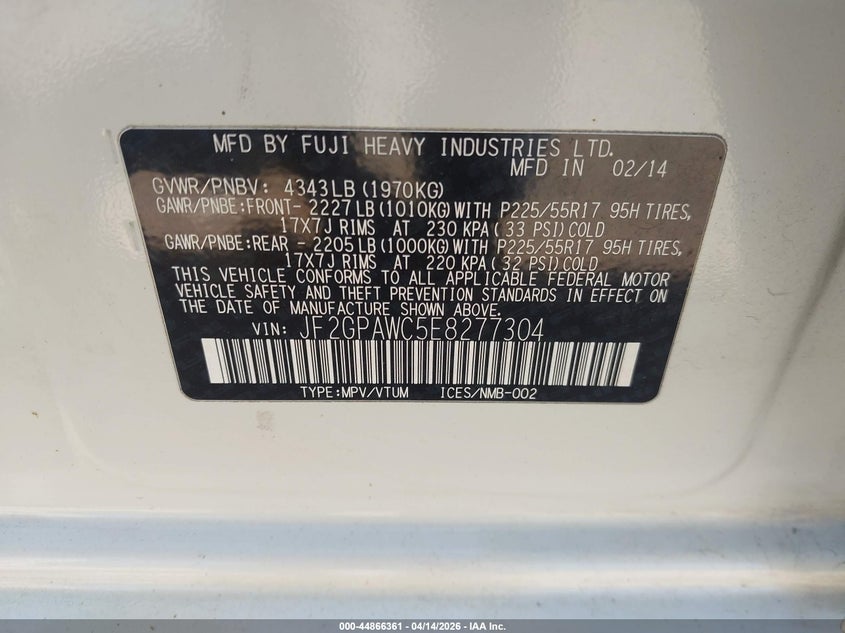 MFD BY FUJI HEAVY INDUSTRIES LTD.
MFD IN 02/14
GVWR/PNBV: 4343LB(1970KG)
GAWR/PNBE:FRONT- 2227LB(1010KG)WITH P225/55R17 95H TIRES,
17X7J RIMS AT 230 KPA( 33 PSI)COLD
GAWR/PNBE:REAR - 2205LB(1000KG)WITH P225/55R17 95H TIRES,
17X7J RIMS AT 220 KPA( 32 PSI)COLD
THIS VEHICLE CONFORMS TO ALL APPLICABLE FEDERAL MOTOR
VEHICLE SAFETY AND THEFT PREVENTION STANDARDS IN EFFECT ON
THE DATE OF MANUFACTURE SHOWN ABOVE.
VIN: JF2GPAWC5E8277304
TYPE:MPV/VTUM ICES/NMB-002
000-44866361 - 04/14/2026 - IAA Inc.